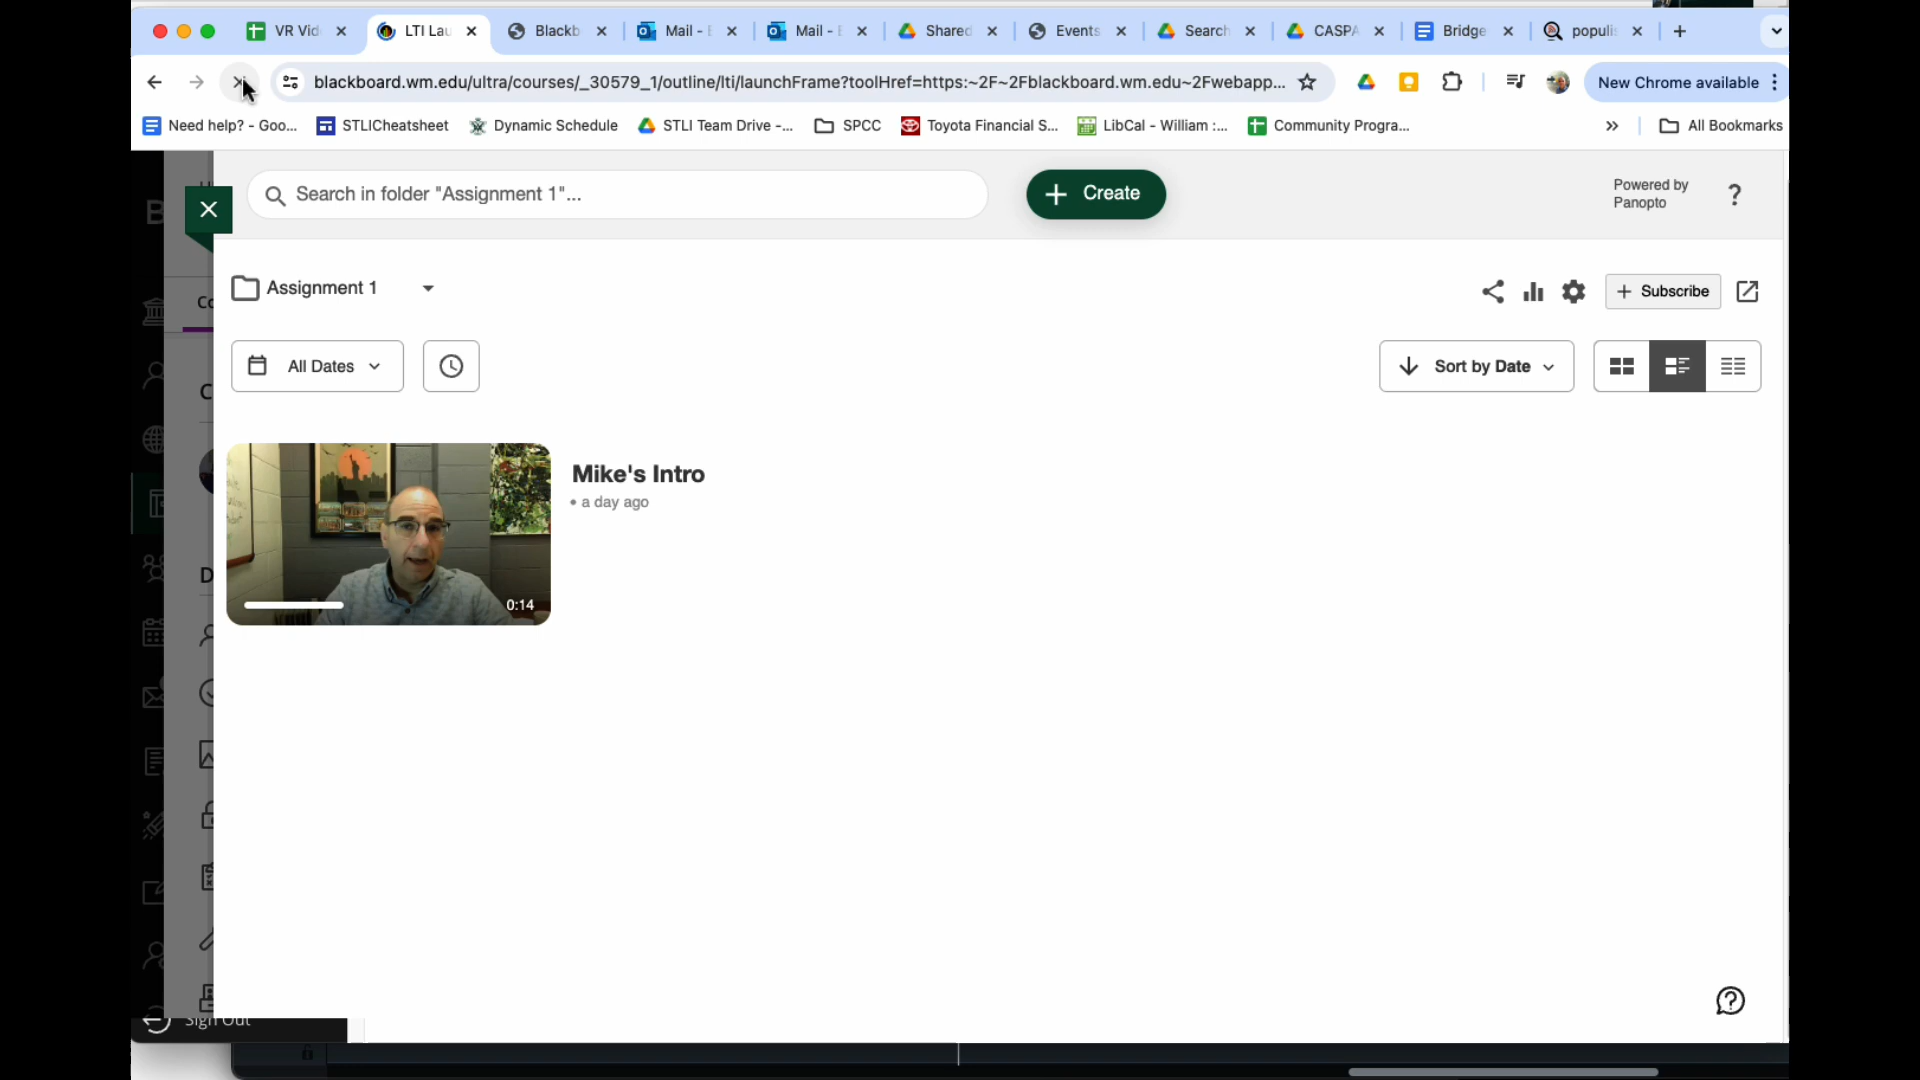 VR Vid
LTI Lau
Blackb
Mail - E
Mail - E
Shared
Events
Search
CASPA
Bridge
populis
blackboard.wm.edu/ultra/courses/_30579_1/outline/lti/launchFrame?toolHref=https:~2F~2Fblackboard.wm.edu~2Fwebapp...
New Chrome available
Need help? - Goo...
STLICheatsheet
Dynamic Schedule
STLI Team Drive -...
SPCC
Toyota Financial S...
LibCal - William :...
Community Progra...
All Bookmarks
Search in folder "Assignment 1"...
Create
Powered by
Panopto
?
Assignment 1
Subscribe
All Dates
Sort by Date
Mike's Intro
• a day ago
0:14
Sign Out